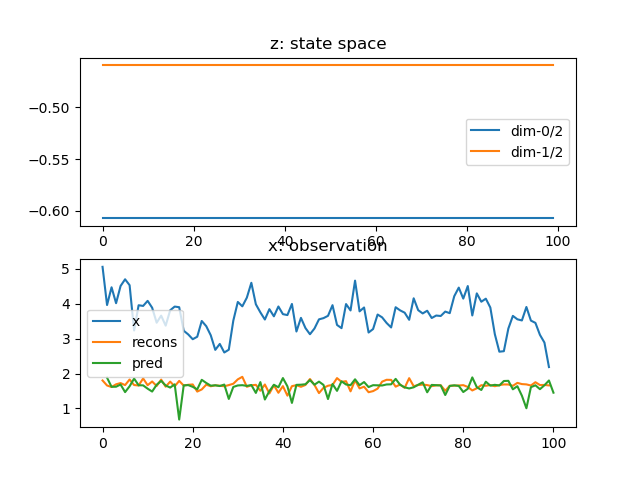 z: state space
−0.50
−0.55
−0.60
dim-0/2
dim-1/2
0 20 40 60 80 100
x: observation
5
4
3
2
1
x
recons
pred
0 20 40 60 80 100